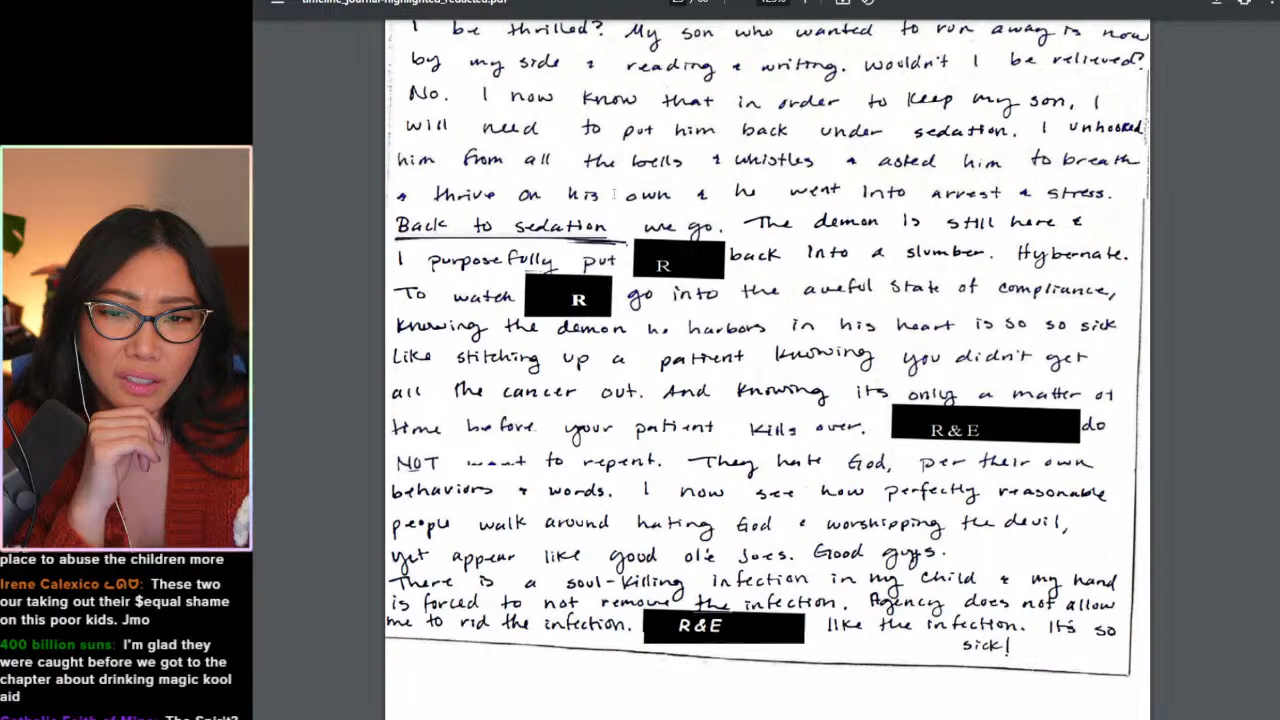 timeline_journal-highlighted_redacted.pdf
I be thrilled? My son who wanted to run away is now
by my side & reading & writing. Wouldn't I be relieved?
No. I now know that in order to keep my son, I
will need to put him back under sedation. I unhooked
him from all the bells & whistles & asked him to breath
& thrive on his own & he went into arrest & stress.
Back to sedation we go. The demon is still here &
I purposefully put R back into a slumber. Hybernate.
To watch R go into the aweful state of compliance,
knowing the demon he harbors in his heart is so so sick
Like stitching up a patient knowing you didn't get
all the cancer out. And knowing its only a matter of
time before your patient kills over. R & E do
NOT want to repent. They hate God, per their own
behaviors & words. I now see how perfectly reasonable
people walk around hating God & worshipping the devil,
yet appear like good ole Joes. Good guys.
There is a soul-killing infection in my child & my hand
is forced to not remove the infection. Agency does not allow
me to rid the infection. R&E like the infection. It's so
sick!
place to abuse the children more
Irene Calexico These two
our taking out their $equal shame
on this poor kids. Jmo
400 billion suns: I'm glad they
were caught before we got to the
chapter about drinking magic kool
aid